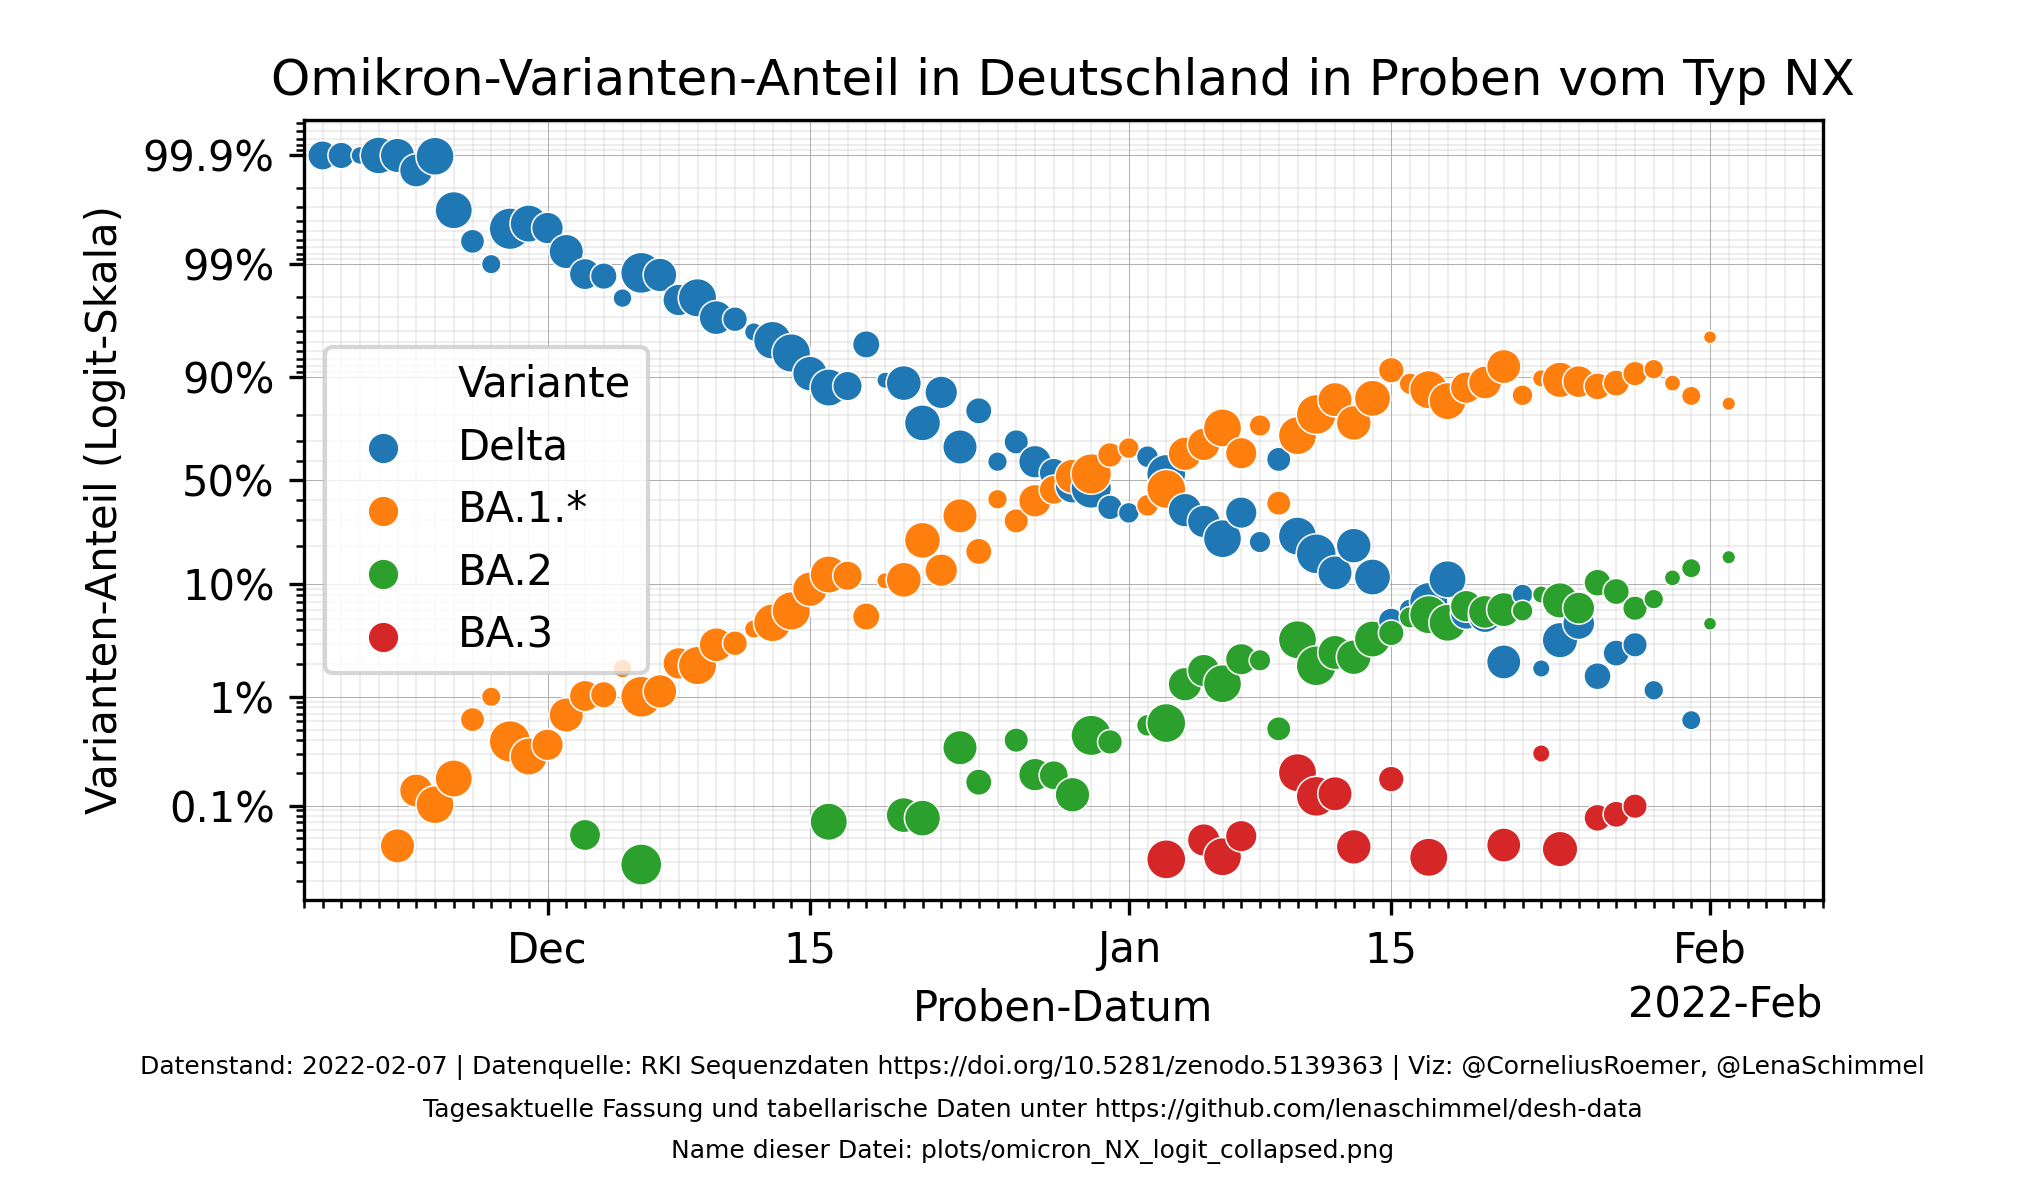 Omikron-Varianten-Anteil in Deutschland in Proben vom Typ NX
Varianten-Anteil (Logit-Skala)
99.9%
99%
90%
50%
10%
1%
0.1%
Variante
Delta
BA.1.*
BA.2
BA.3
Dec
15
Jan
15
Feb
Proben-Datum
2022-Feb
Datenstand: 2022-02-07 | Datenquelle: RKI Sequenzdaten https://doi.org/10.5281/zenodo.5139363 | Viz: @CorneliusRoemer, @LenaSchimmel
Tagesaktuelle Fassung und tabellarische Daten unter https://github.com/lenaschimmel/desh-data
Name dieser Datei: plots/omicron_NX_logit_collapsed.png